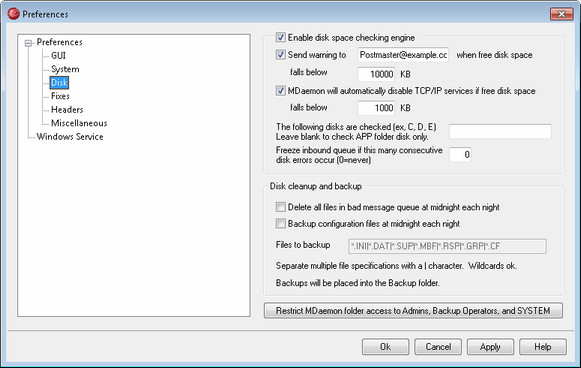 Preferences
Preferences
GUI
System
Disk
Fixes
Headers
Miscellaneous
Windows Service
Enable disk space checking engine
Send warning to Postmaster@example.cc when free disk space
falls below 10000 KB
MDaemon will automatically disable TCP/IP services if free disk space
falls below 1000 KB
The following disks are checked (ex, C, D, E)
Leave blank to check APP folder disk only.
Freeze inbound queue if this many consecutive 0
disk errors occur (0=never)
Disk cleanup and backup
Delete all files in bad message queue at midnight each night
Backup configuration files at midnight each night
Files to backup *.INI|*.DAT|*.SUP|*.MBF|*.RSP|*.GRP|*.CF
Separate multiple file specifications with a | character. Wildcards ok.
Backups will be placed into the Backup folder.
Restrict MDaemon folder access to Admins, Backup Operators, and SYSTEM
Ok Cancel Apply Help